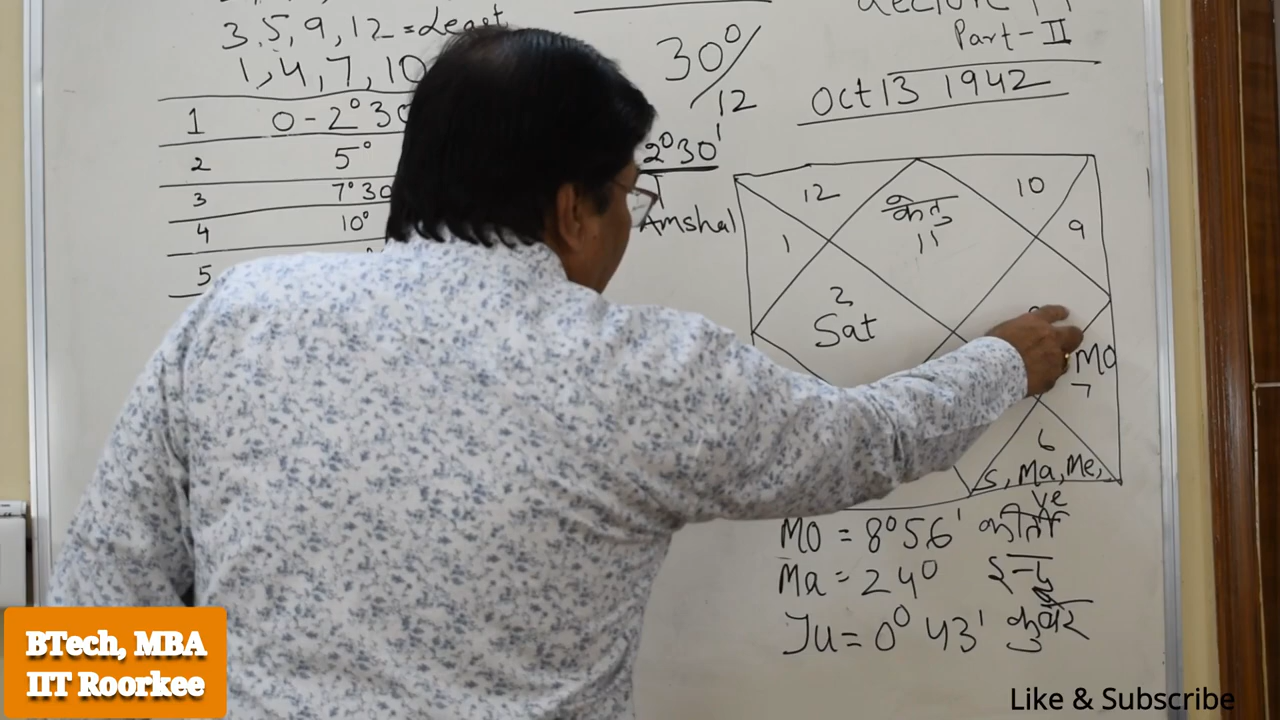 3,5,9,12 = Least
1,4,7,10
1 0-2°30
2 5°
3 7°30
4 10°
5
30°/12
2°30'
Amshal
Part-II
Oct 13 1942
12
केतु
11
10
1
9
2
Sat
Mo
7
6
S, Ma, Me,
Ve
Mo = 8°56'
Ma = 24°
Ju = 0°43' कुबेर
BTech, MBA
IIT Roorkee
Like & Subscribe